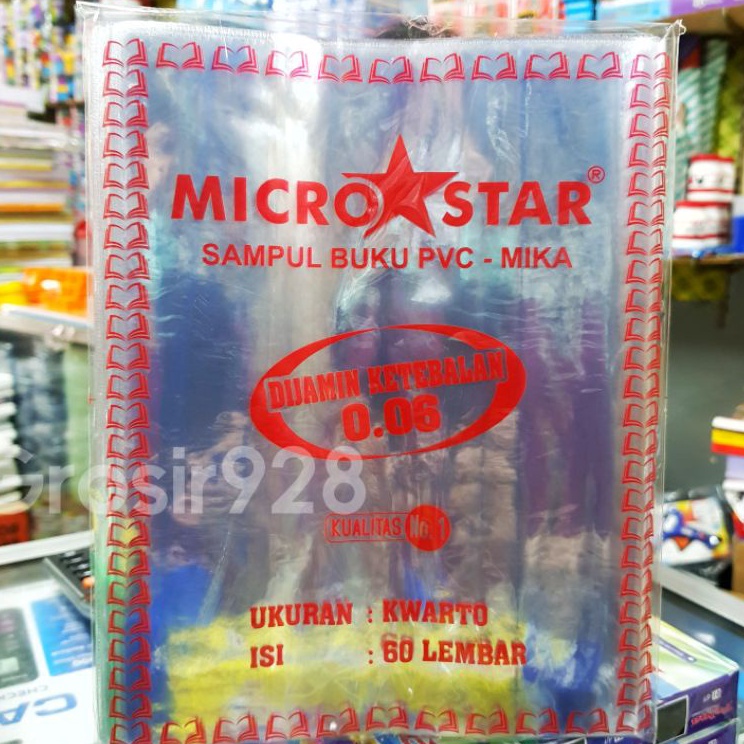 MICRO STAR®
SAMPUL BUKU PVC - MIKA
DIJAMIN KETEBALAN
0.06
Grosir928
KUALITAS No. 1
UKURAN : KWARTO
ISI : 60 LEMBAR